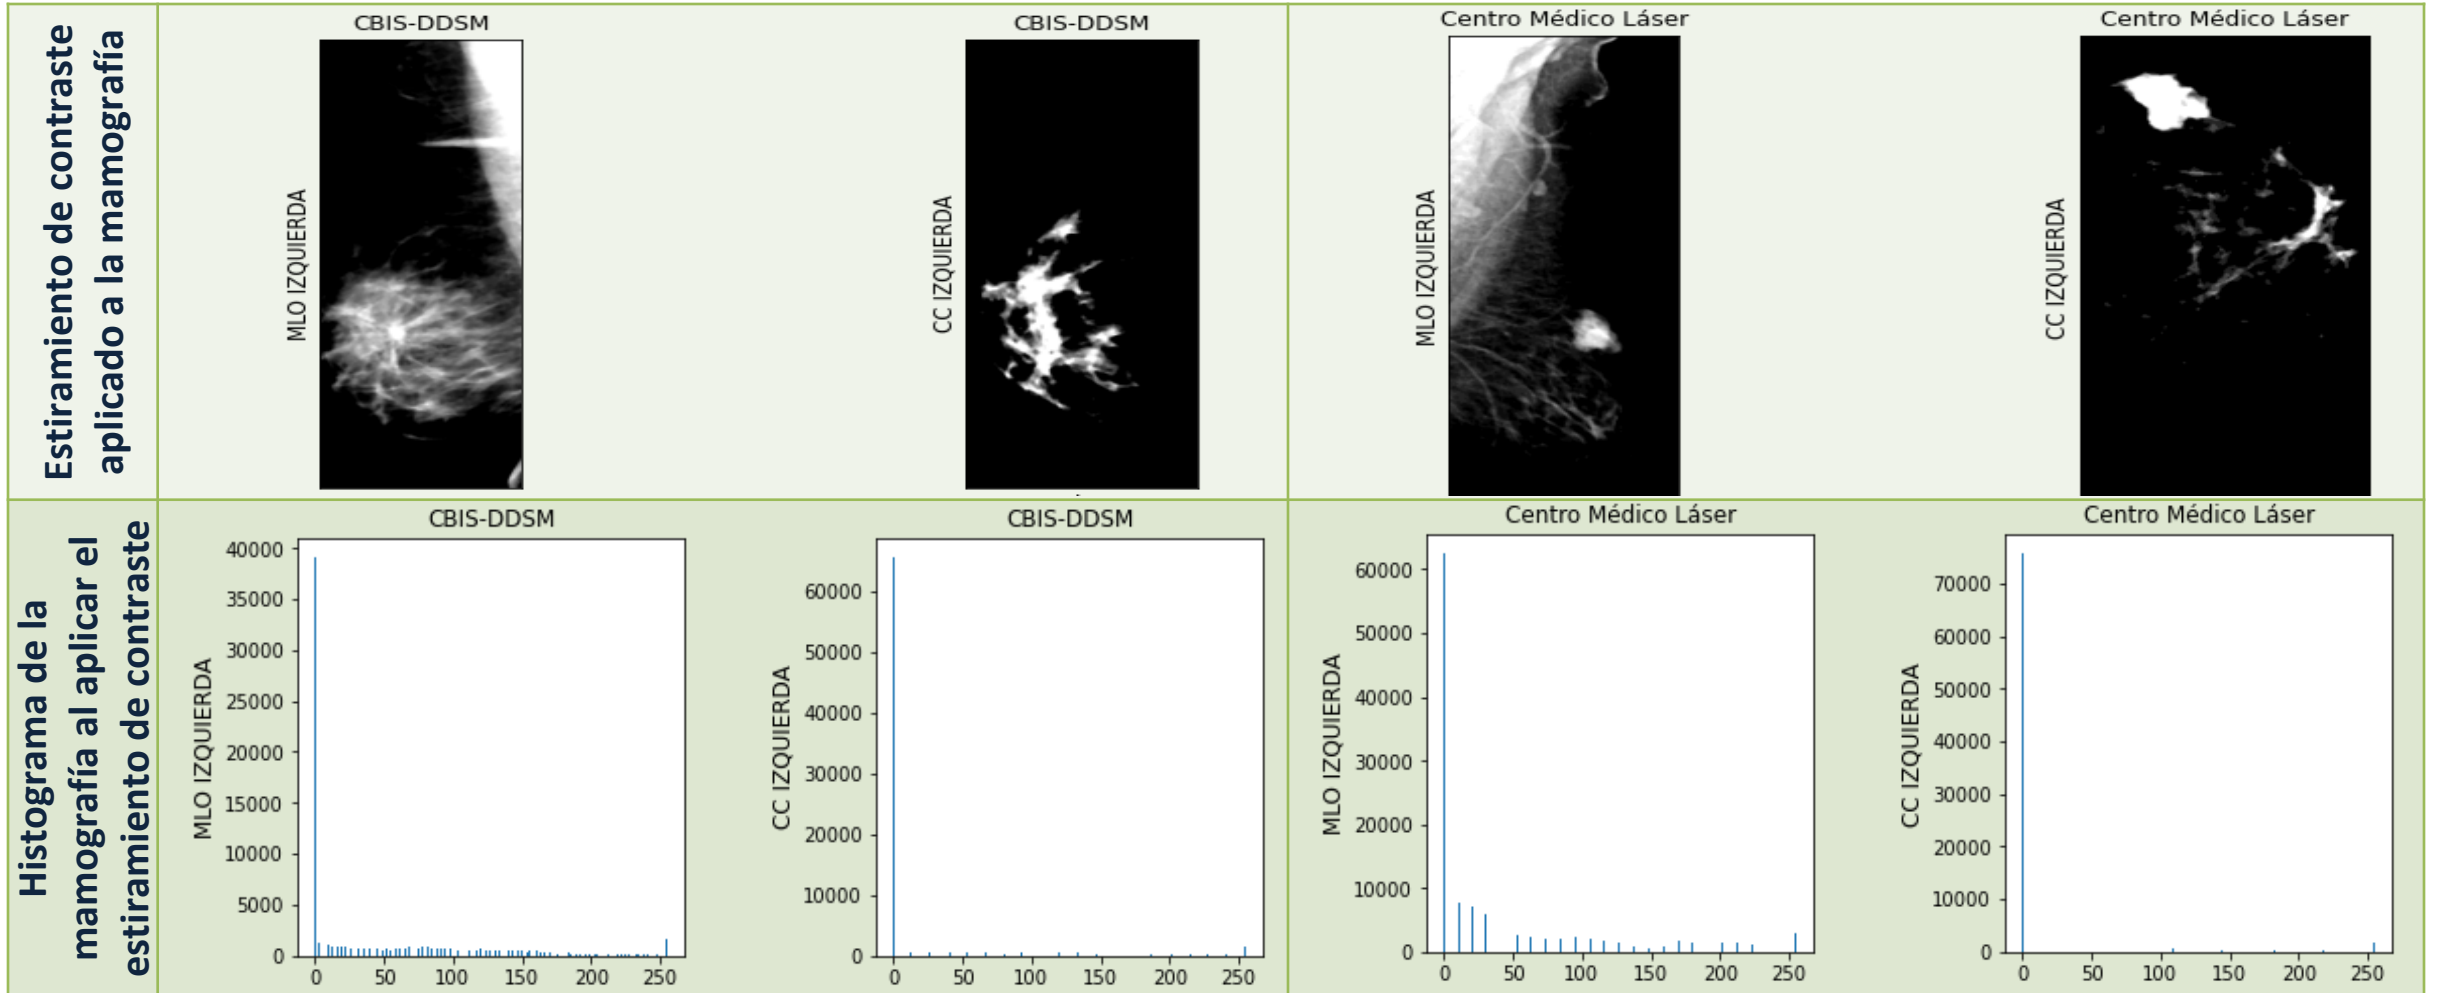 Estiramiento de contraste
aplicado a la mamografía
CBIS-DDSM
MLO IZQUIERDA
CBIS-DDSM
CC IZQUIERDA
Centro Médico Láser
MLO IZQUIERDA
Centro Médico Láser
CC IZQUIERDA
Histograma de la
mamografía al aplicar el
estiramiento de contraste
CBIS-DDSM
MLO IZQUIERDA
40000
35000
30000
25000
20000
15000
10000
5000
0
0 50 100 150 200 250
CBIS-DDSM
CC IZQUIERDA
60000
50000
40000
30000
20000
10000
0
0 50 100 150 200 250
Centro Médico Láser
MLO IZQUIERDA
60000
50000
40000
30000
20000
10000
0
0 50 100 150 200 250
Centro Médico Láser
CC IZQUIERDA
70000
60000
50000
40000
30000
20000
10000
0
0 50 100 150 200 250